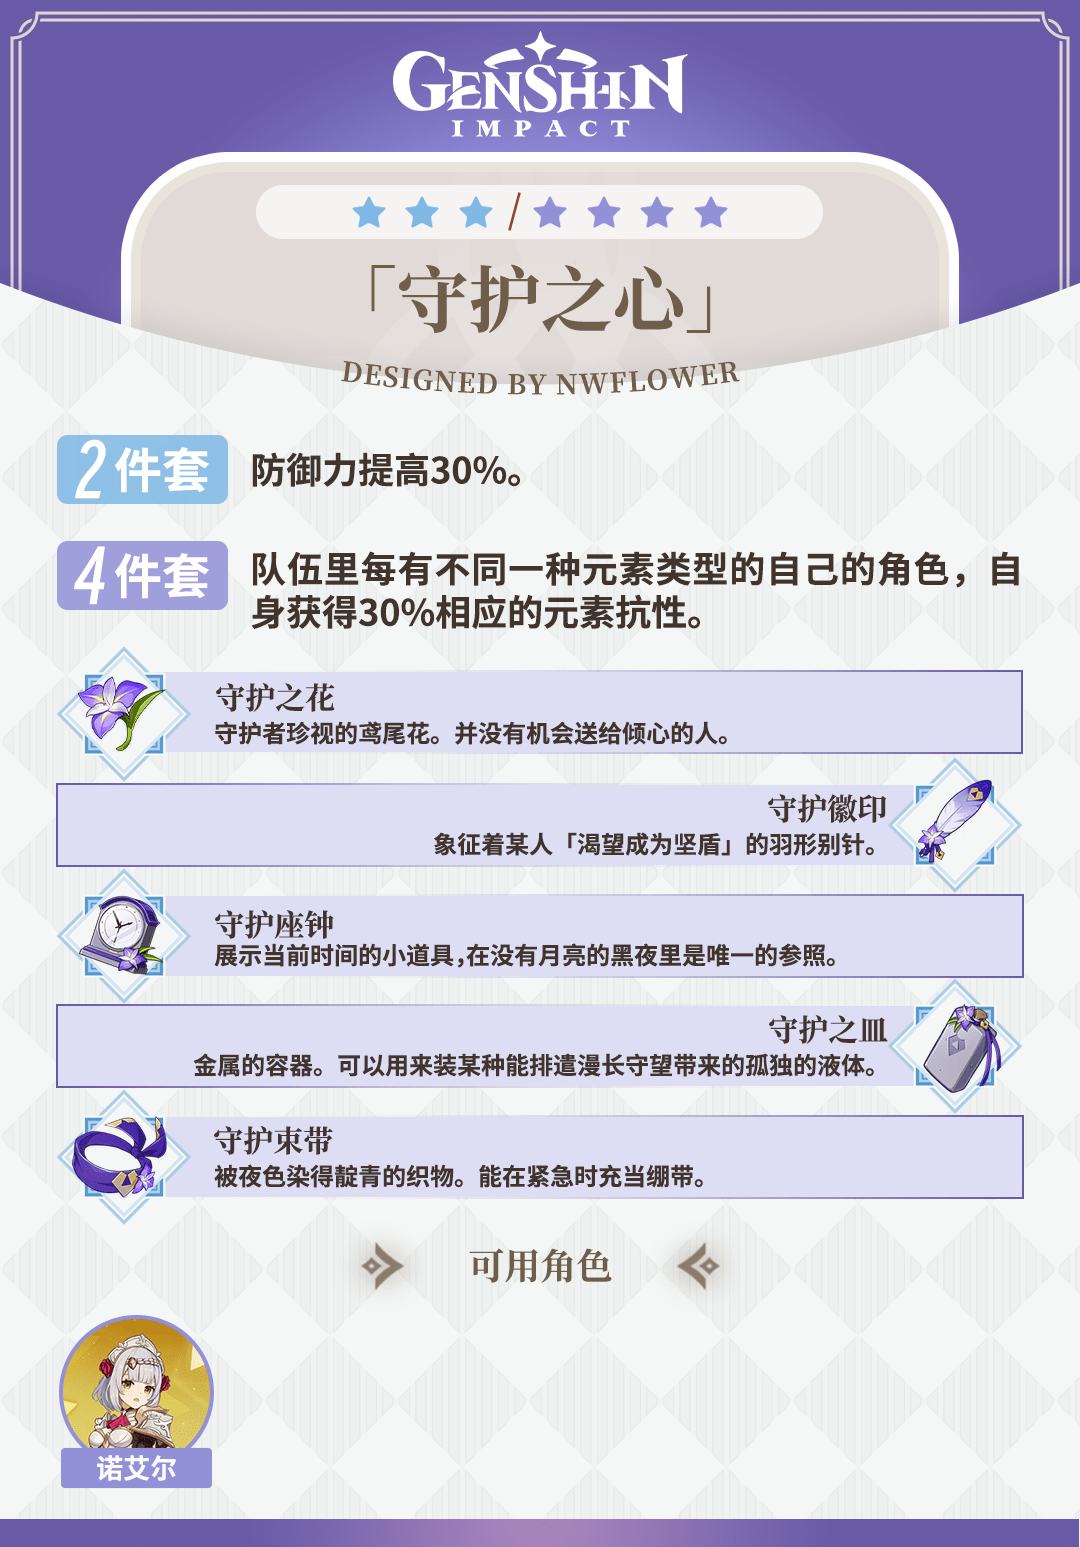 GENSHIN
IMPACT
「守护之心」
DESIGNED BY NWFLOWER
2件套
防御力提高30%。
4件套
队伍里每有不同一种元素类型的自己的角色，自
身获得30%相应的元素抗性。
守护之花
守护者珍视的鸢尾花。并没有机会送给倾心的人。
守护徽印
象征着某人「渴望成为坚盾」的羽形别针。
守护座钟
展示当前时间的小道具,在没有月亮的黑夜里是唯一的参照。
守护之皿
金属的容器。可以用来装某种能排遣漫长守望带来的孤独的液体。
守护束带
被夜色染得靛青的织物。能在紧急时充当绷带。
可用角色
诺艾尔